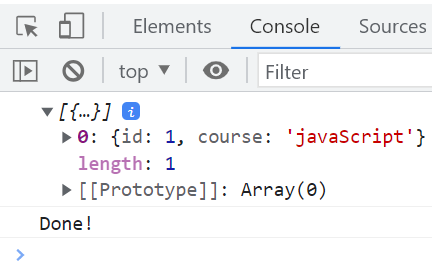 Elements Console Sources
top Filter
[{…}] i
0: {id: 1, course: 'javaScript'}
length: 1
[[Prototype]]: Array(0)
Done!